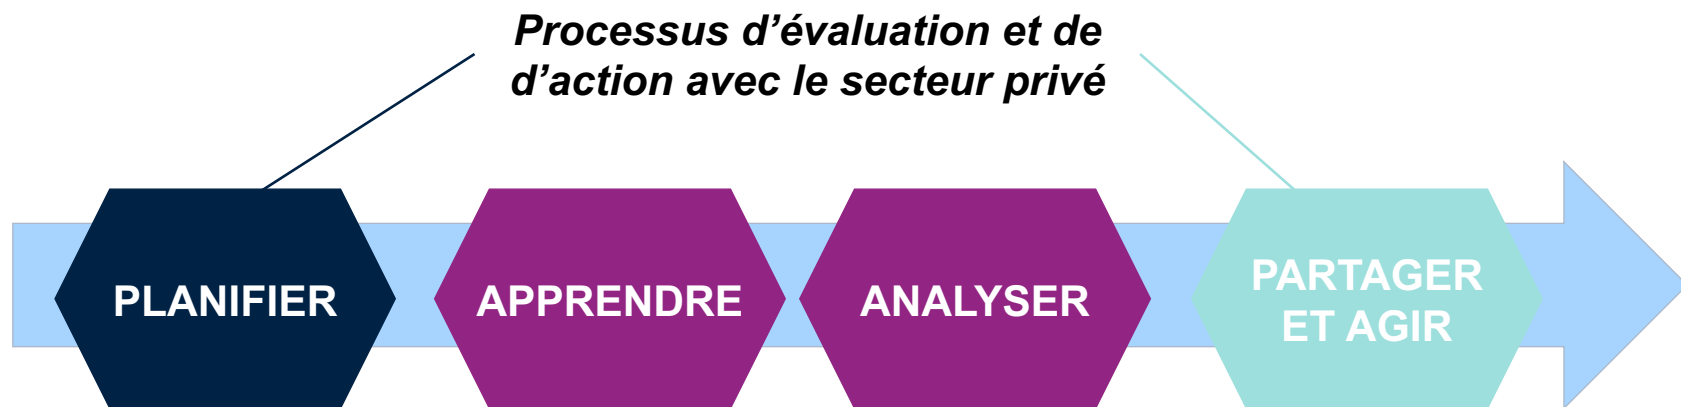 Processus d’évaluation et de
d’action avec le secteur privé
PLANIFIER
APPRENDRE
ANALYSER
PARTAGER
ET AGIR